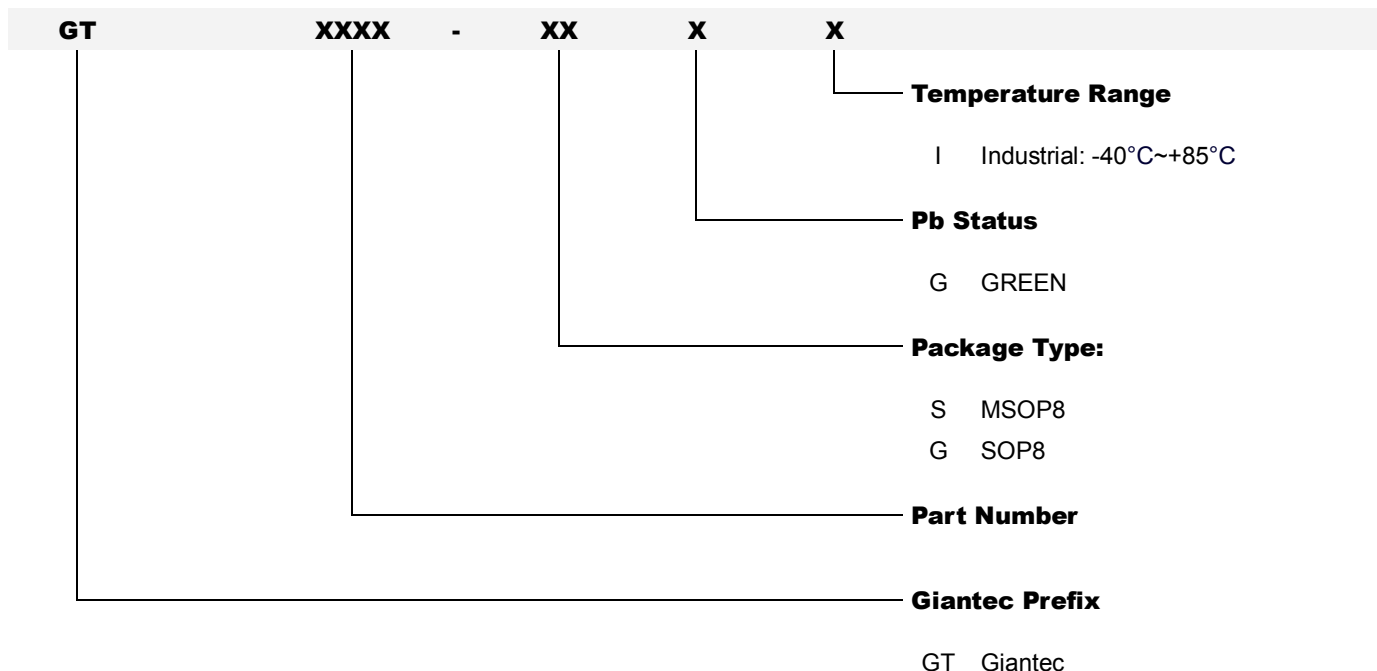 GT XXXX - XX X X
Temperature Range
I Industrial: -40°C~+85°C
Pb Status
G GREEN
Package Type:
S MSOP8
G SOP8
Part Number
Giantec Prefix
GT Giantec